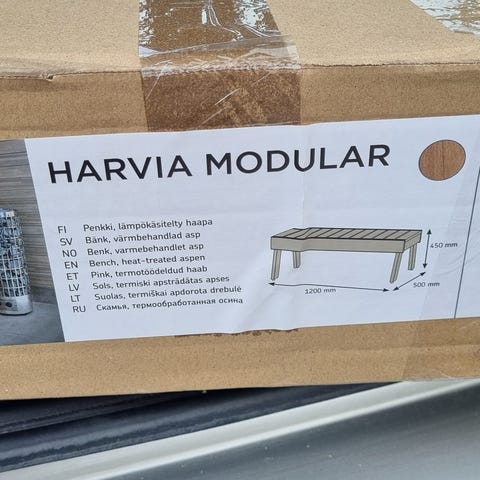 HARVIA MODULAR
FI Penkki, lämpökäsitelty haapa
SV Bänk, värmbehandlad asp
NO Benk, varmebehandlet asp
EN Bench, heat-treated aspen
ET Pink, termotöödeldud haab
LV Sols, termiski apstrādātas apses
LT Suolas, termiškai apdorota drebulė
RU Скамья, термообработанная осина
450 mm
500 mm
1200 mm